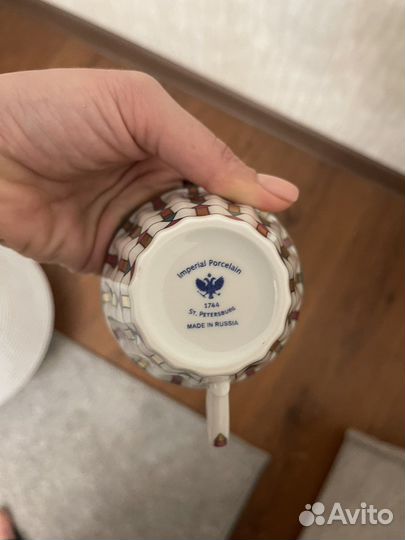 Imperial Porcelain
1744
ST. PETERSBURG
MADE IN RUSSIA
Avito